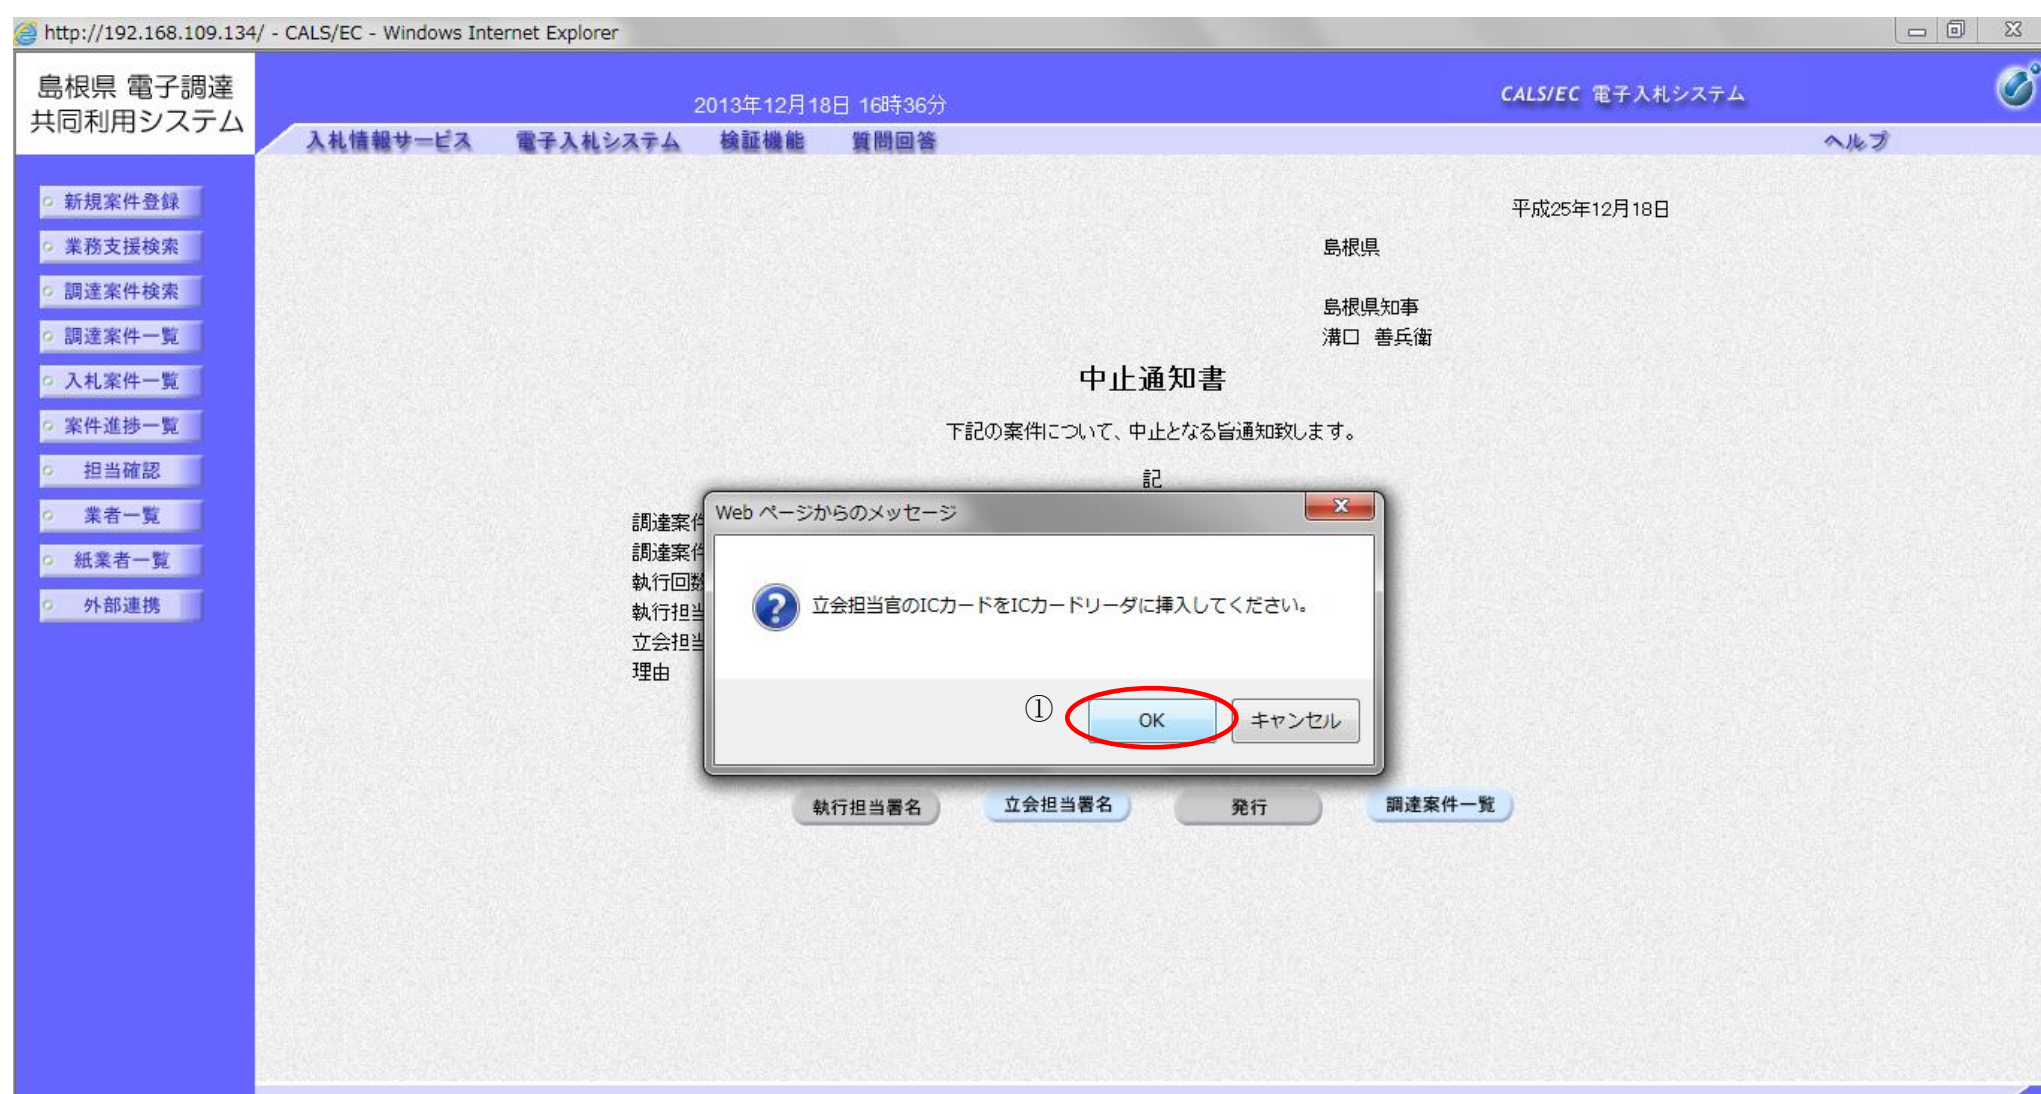 http://192.168.109.134/ - CALS/EC - Windows Internet Explorer
島根県 電子調達
共同利用システム
2013年12月18日 16時36分
CALS/EC 電子入札システム
入札情報サービス 電子入札システム 検証機能 質問回答 ヘルプ
新規案件登録
業務支援検索
調達案件検索
調達案件一覧
入札案件一覧
案件進捗一覧
担当確認
業者一覧
紙業者一覧
外部連携
平成25年12月18日
島根県
島根県知事
溝口 善兵衛
中止通知書
下記の案件について、中止となる旨通知致します。
記
調達案件
調達案件
執行回数
執行担当
立会担当
理由
Web ページからのメッセージ
立会担当官のICカードをICカードリーダに挿入してください。
① OK キャンセル
執行担当署名 立会担当署名 発行 調達案件一覧